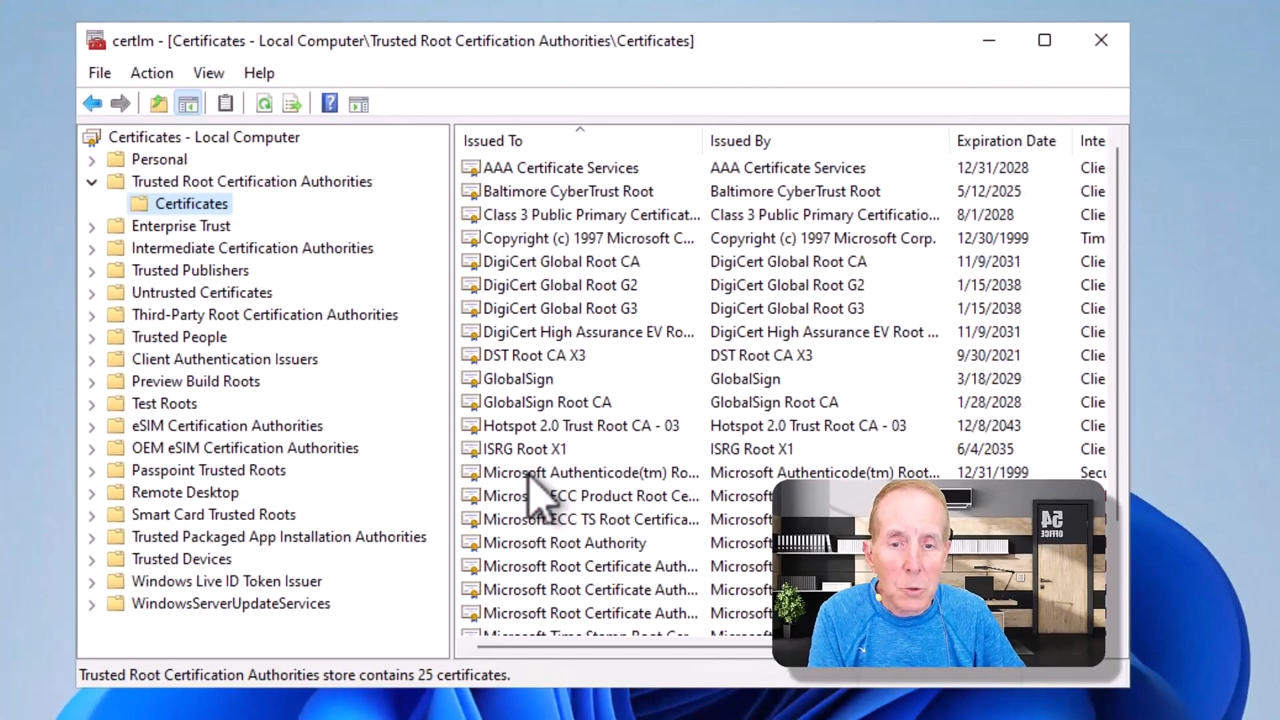 certlm - [Certificates - Local Computer\Trusted Root Certification Authorities\Certificates]
File Action View Help
Certificates - Local Computer
Personal
Trusted Root Certification Authorities
Certificates
Enterprise Trust
Intermediate Certification Authorities
Trusted Publishers
Untrusted Certificates
Third-Party Root Certification Authorities
Trusted People
Client Authentication Issuers
Preview Build Roots
Test Roots
eSIM Certification Authorities
OEM eSIM Certification Authorities
Passpoint Trusted Roots
Remote Desktop
Smart Card Trusted Roots
Trusted Packaged App Installation Authorities
Trusted Devices
Windows Live ID Token Issuer
WindowsServerUpdateServices
Issued To Issued By Expiration Date Inte
AAA Certificate Services AAA Certificate Services 12/31/2028 Clie
Baltimore CyberTrust Root Baltimore CyberTrust Root 5/12/2025 Clie
Class 3 Public Primary Certificat... Class 3 Public Primary Certificatio... 8/1/2028 Clie
Copyright (c) 1997 Microsoft C... Copyright (c) 1997 Microsoft Corp. 12/30/1999 Tim
DigiCert Global Root CA DigiCert Global Root CA 11/9/2031 Clie
DigiCert Global Root G2 DigiCert Global Root G2 1/15/2038 Clie
DigiCert Global Root G3 DigiCert Global Root G3 1/15/2038 Clie
DigiCert High Assurance EV Ro... DigiCert High Assurance EV Root ... 11/9/2031 Clie
DST Root CA X3 DST Root CA X3 9/30/2021 Clie
GlobalSign GlobalSign 3/18/2029 Clie
GlobalSign Root CA GlobalSign Root CA 1/28/2028 Clie
Hotspot 2.0 Trust Root CA - 03 Hotspot 2.0 Trust Root CA - 03 12/8/2043 Clie
ISRG Root X1 ISRG Root X1 6/4/2035 Clie
Microsoft Authenticode(tm) Ro... Microsoft Authenticode(tm) Root... 12/31/1999 Secu
Product Root Ce... Microsoft
TS Root Certifica... Microsoft
Microsoft Root Authority Microsoft
Microsoft Root Certificate Auth... Microsoft
Microsoft Root Certificate Auth... Microsoft
Microsoft Root Certificate Auth... Microsoft
54
OFFICE
Trusted Root Certification Authorities store contains 25 certificates.